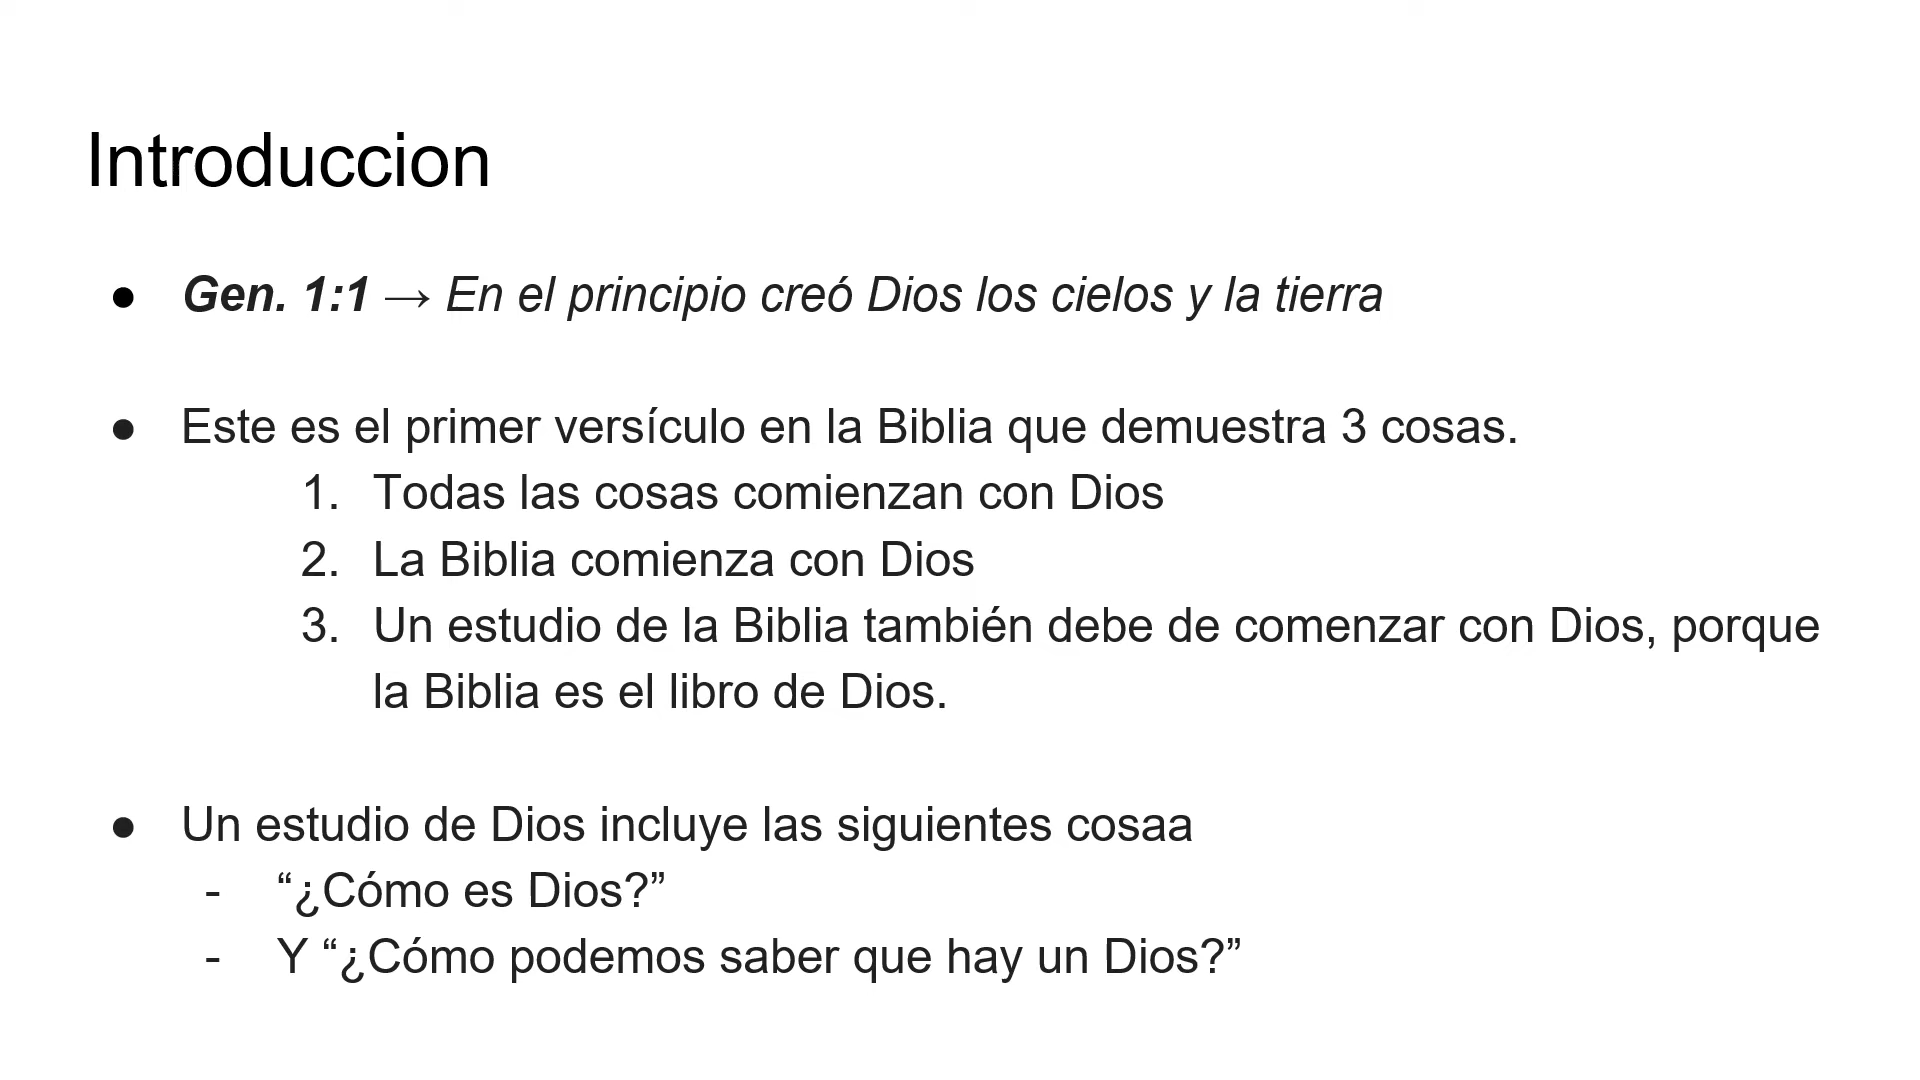 Introduccion
● Gen. 1:1 → En el principio creó Dios los cielos y la tierra
● Este es el primer versículo en la Biblia que demuestra 3 cosas.
1. Todas las cosas comienzan con Dios
2. La Biblia comienza con Dios
3. Un estudio de la Biblia también debe de comenzar con Dios, porque
la Biblia es el libro de Dios.
● Un estudio de Dios incluye las siguientes cosaa
- “¿Cómo es Dios?”
- Y “¿Cómo podemos saber que hay un Dios?”